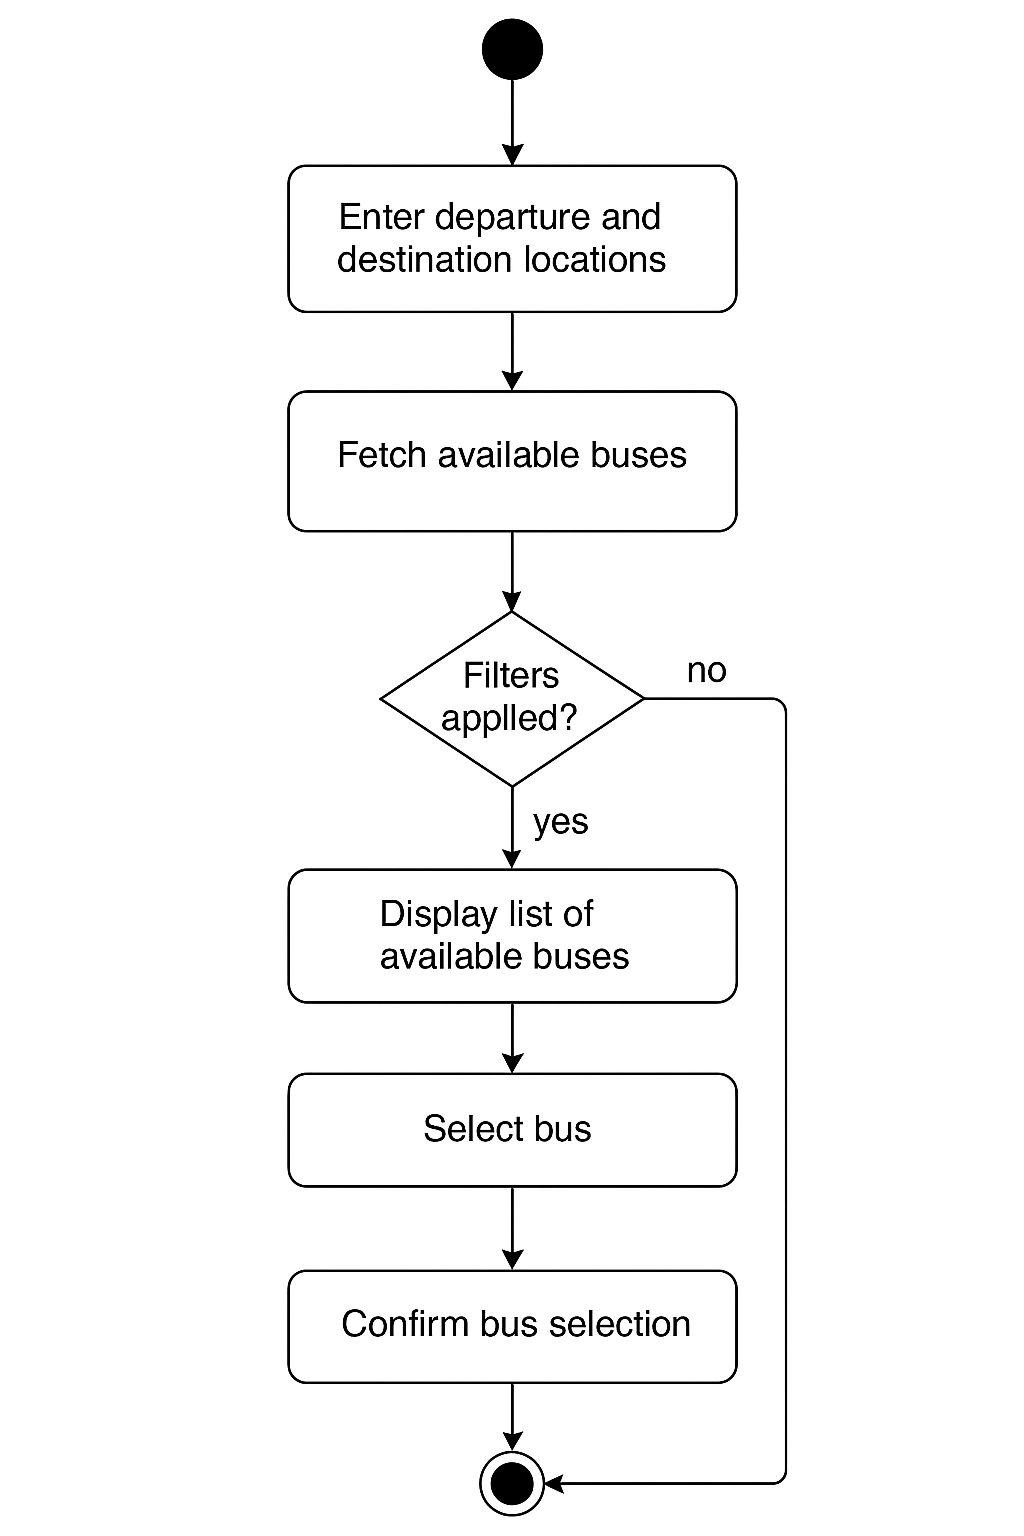 Enter departure and
destination locations
Fetch available buses
Filters
applled?
no
yes
Display list of
available buses
Select bus
Confirm bus selection